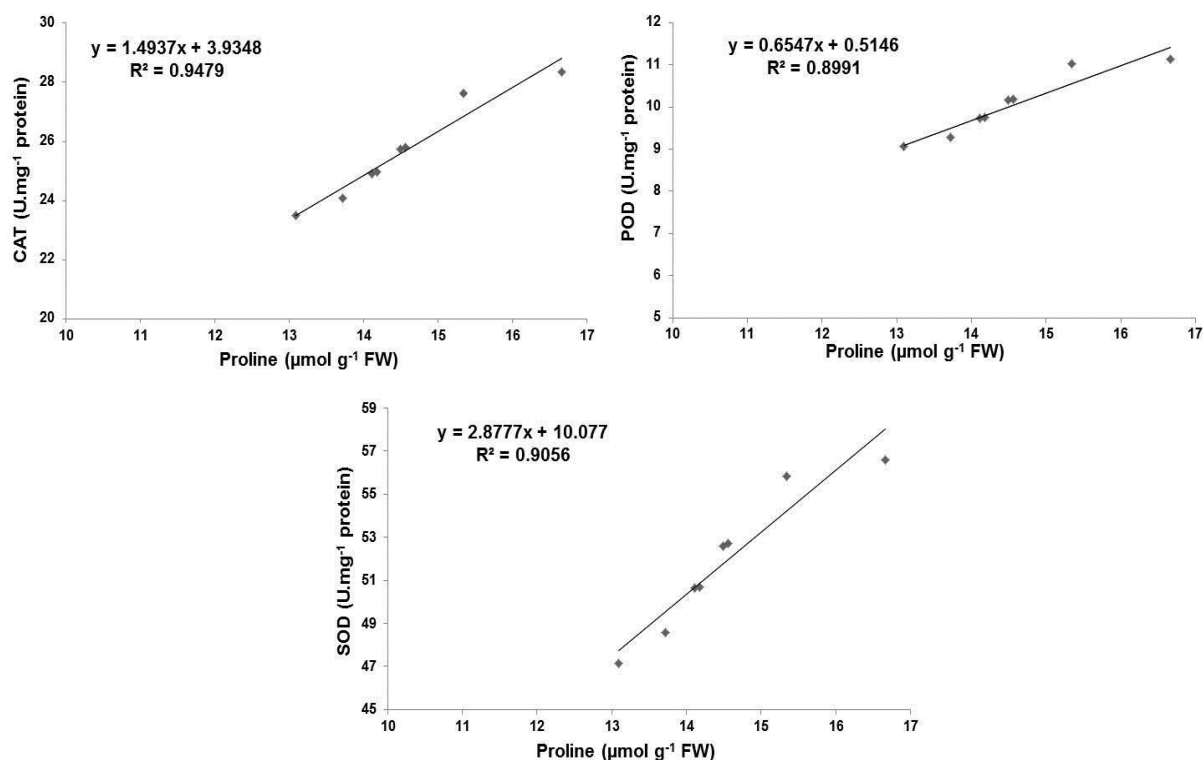 y = 1.4937x + 3.9348
R² = 0.9479
CAT (U.mg⁻¹ protein)
30
28
26
24
22
20
10 11 12 13 14 15 16 17
Proline (µmol g⁻¹ FW)
y = 0.6547x + 0.5146
R² = 0.8991
POD (U.mg⁻¹ protein)
12
11
10
9
8
7
6
5
10 11 12 13 14 15 16 17
Proline (µmol g⁻¹ FW)
y = 2.8777x + 10.077
R² = 0.9056
SOD (U.mg⁻¹ protein)
59
57
55
53
51
49
47
45
10 11 12 13 14 15 16 17
Proline (µmol g⁻¹ FW)